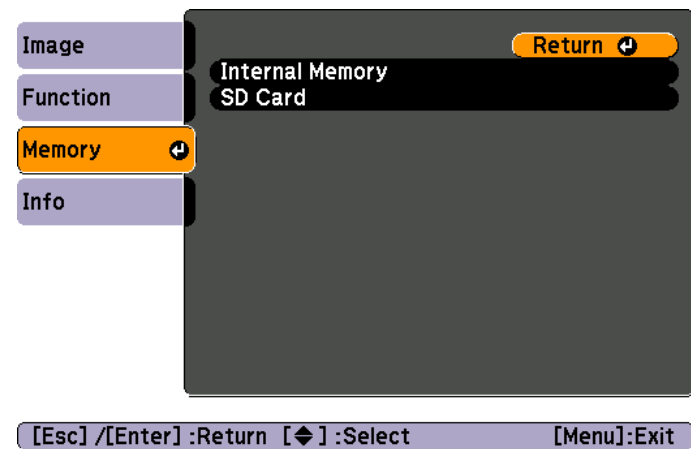 Image
Function
Memory
Info
Return
Internal Memory
SD Card
[Esc] /[Enter] :Return [◆] :Select [Menu]:Exit